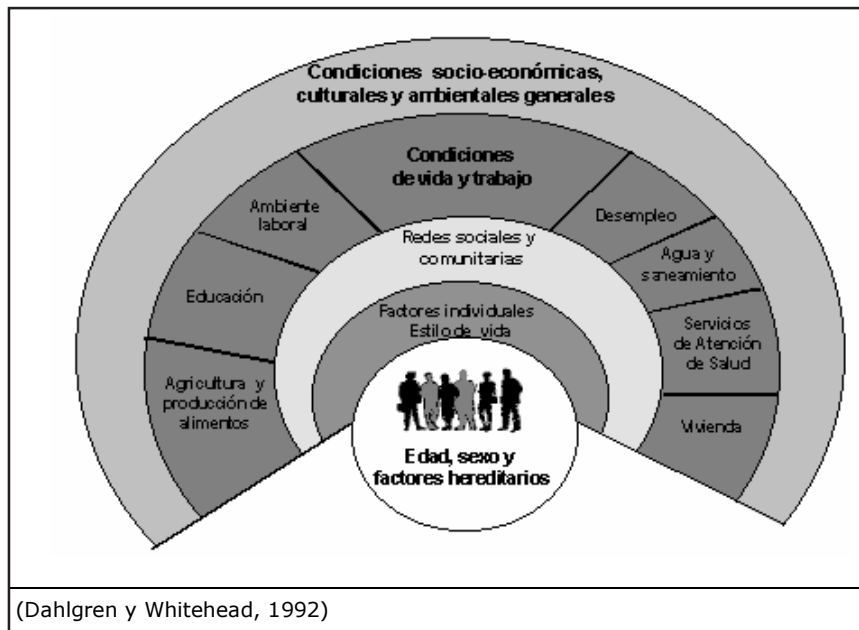 Condiciones socio-económicas,
culturales y ambientales generales
Condiciones
de vida y trabajo
Ambiente
laboral
Desempleo
Redes sociales y
comunitarias
Agua y
saneamiento
Educación
Factores individuales
Estilo de vida
Servicios
de Atención
de Salud
Agricultura y
producción de
alimentos
Vivienda
Edad, sexo y
factores hereditarios
(Dahlgren y Whitehead, 1992)